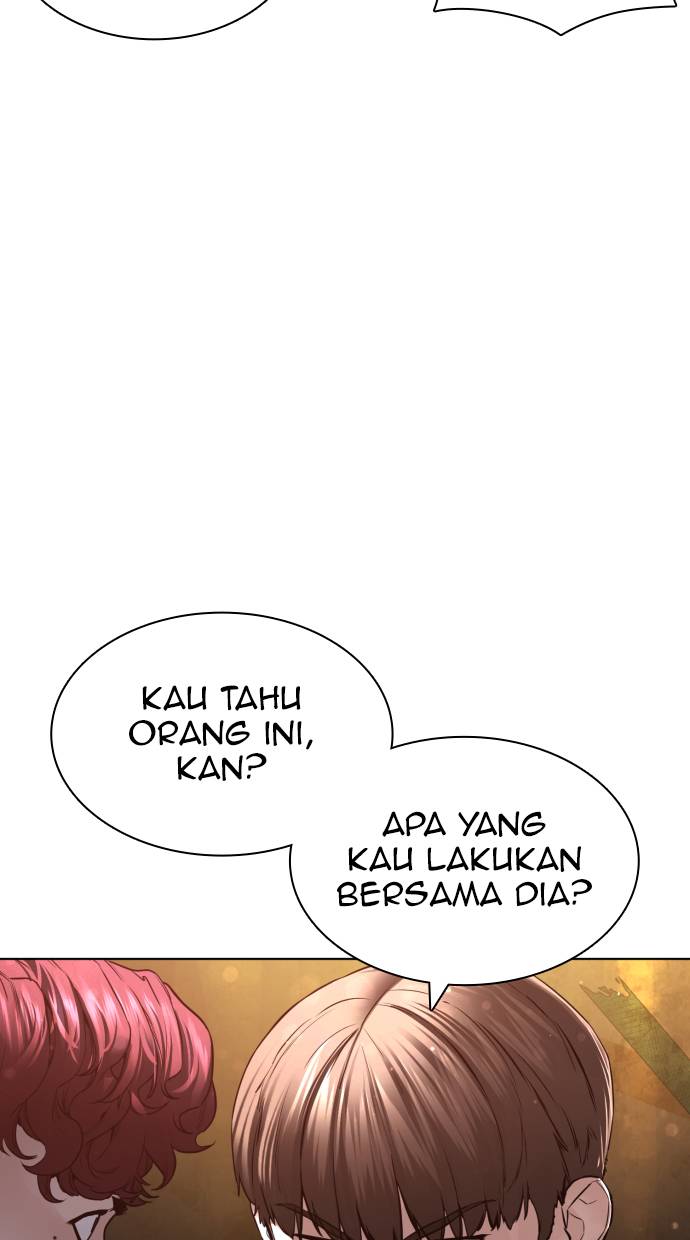 KAU TAHU
ORANG INI,
KAN?
APA YANG
KAU LAKUKAN
BERSAMA DIA?